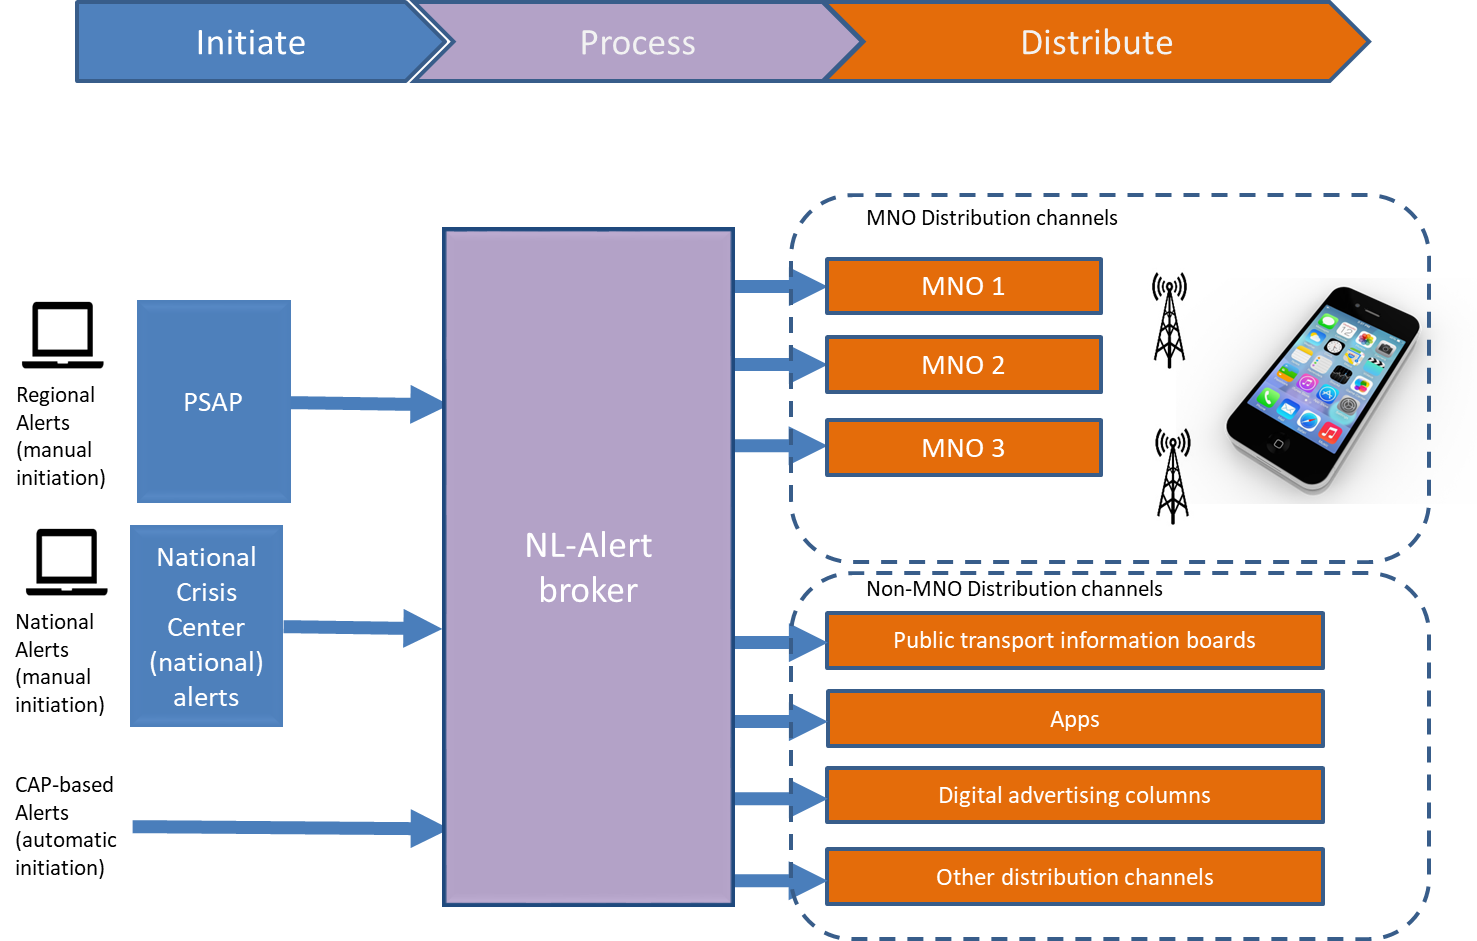 Initiate
Process
Distribute
MNO Distribution channels
MNO 1
MNO 2
MNO 3
Regional
Alerts
(manual
initiation)
PSAP
National
Alerts
(manual
initiation)
National
Crisis
Center
(national)
alerts
CAP-based
Alerts
(automatic
initiation)
NL-Alert
broker
Non-MNO Distribution channels
Public transport information boards
Apps
Digital advertising columns
Other distribution channels